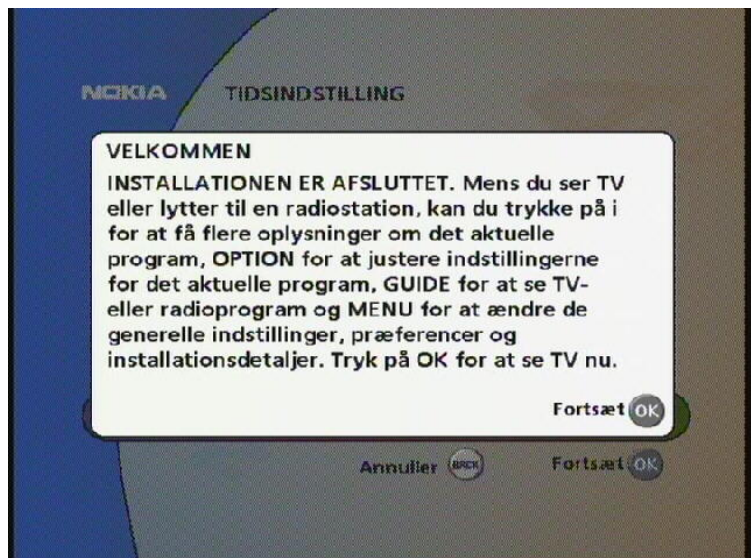 NOKIA TIDSINDSTILLING
VELKOMMEN
INSTALLATIONEN ER AFSLUTTET. Mens du ser TV
eller lytter til en radiostation, kan du trykke på i
for at få flere oplysninger om det aktuelle
program, OPTION for at justere indstillingerne
for det aktuelle program, GUIDE for at se TV-
eller radioprogram og MENU for at ændre de
generelle indstillinger, præferencer og
installationsdetaljer. Tryk på OK for at se TV nu.
Fortsæt OK
Annuller BACK Fortsæt OK